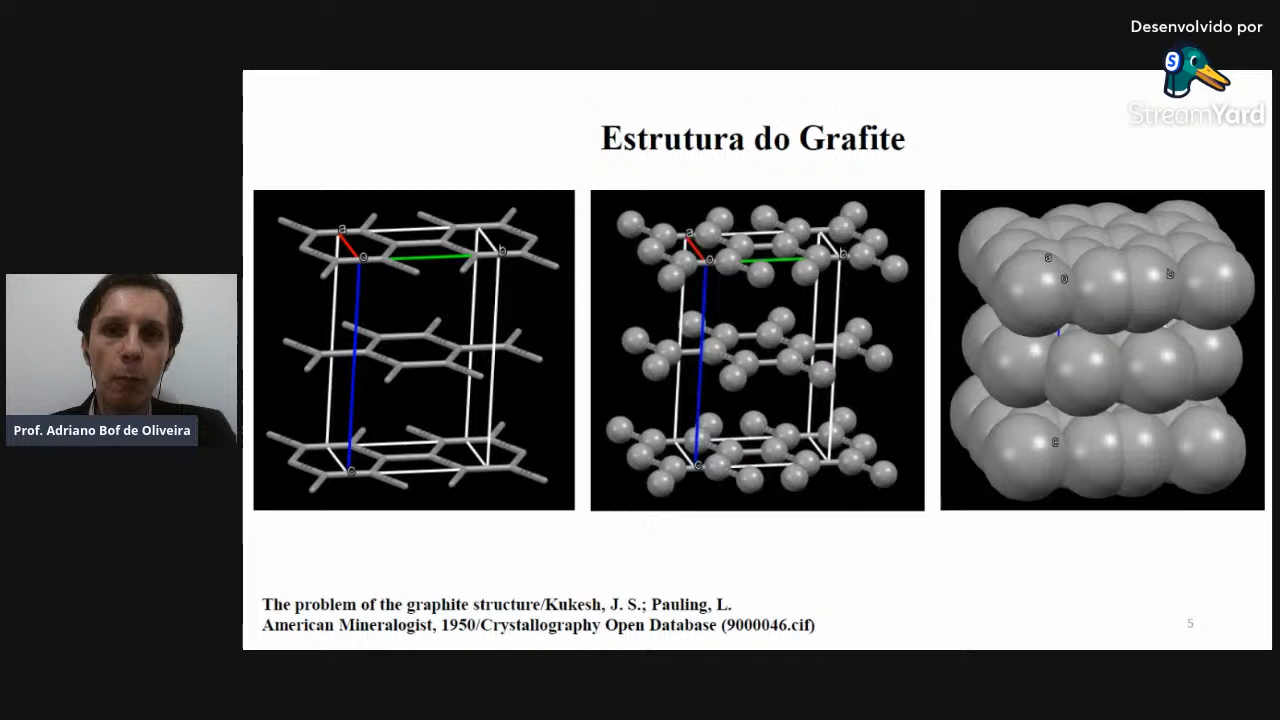 Desenvolvido por
S
StreamYard
Estrutura do Grafite
a
o
b
c
a
o
b
c
a
o
b
c
Prof. Adriano Bof de Oliveira
The problem of the graphite structure/Kukesh, J. S.; Pauling, L.
American Mineralogist, 1950/Crystallography Open Database (9000046.cif)
5